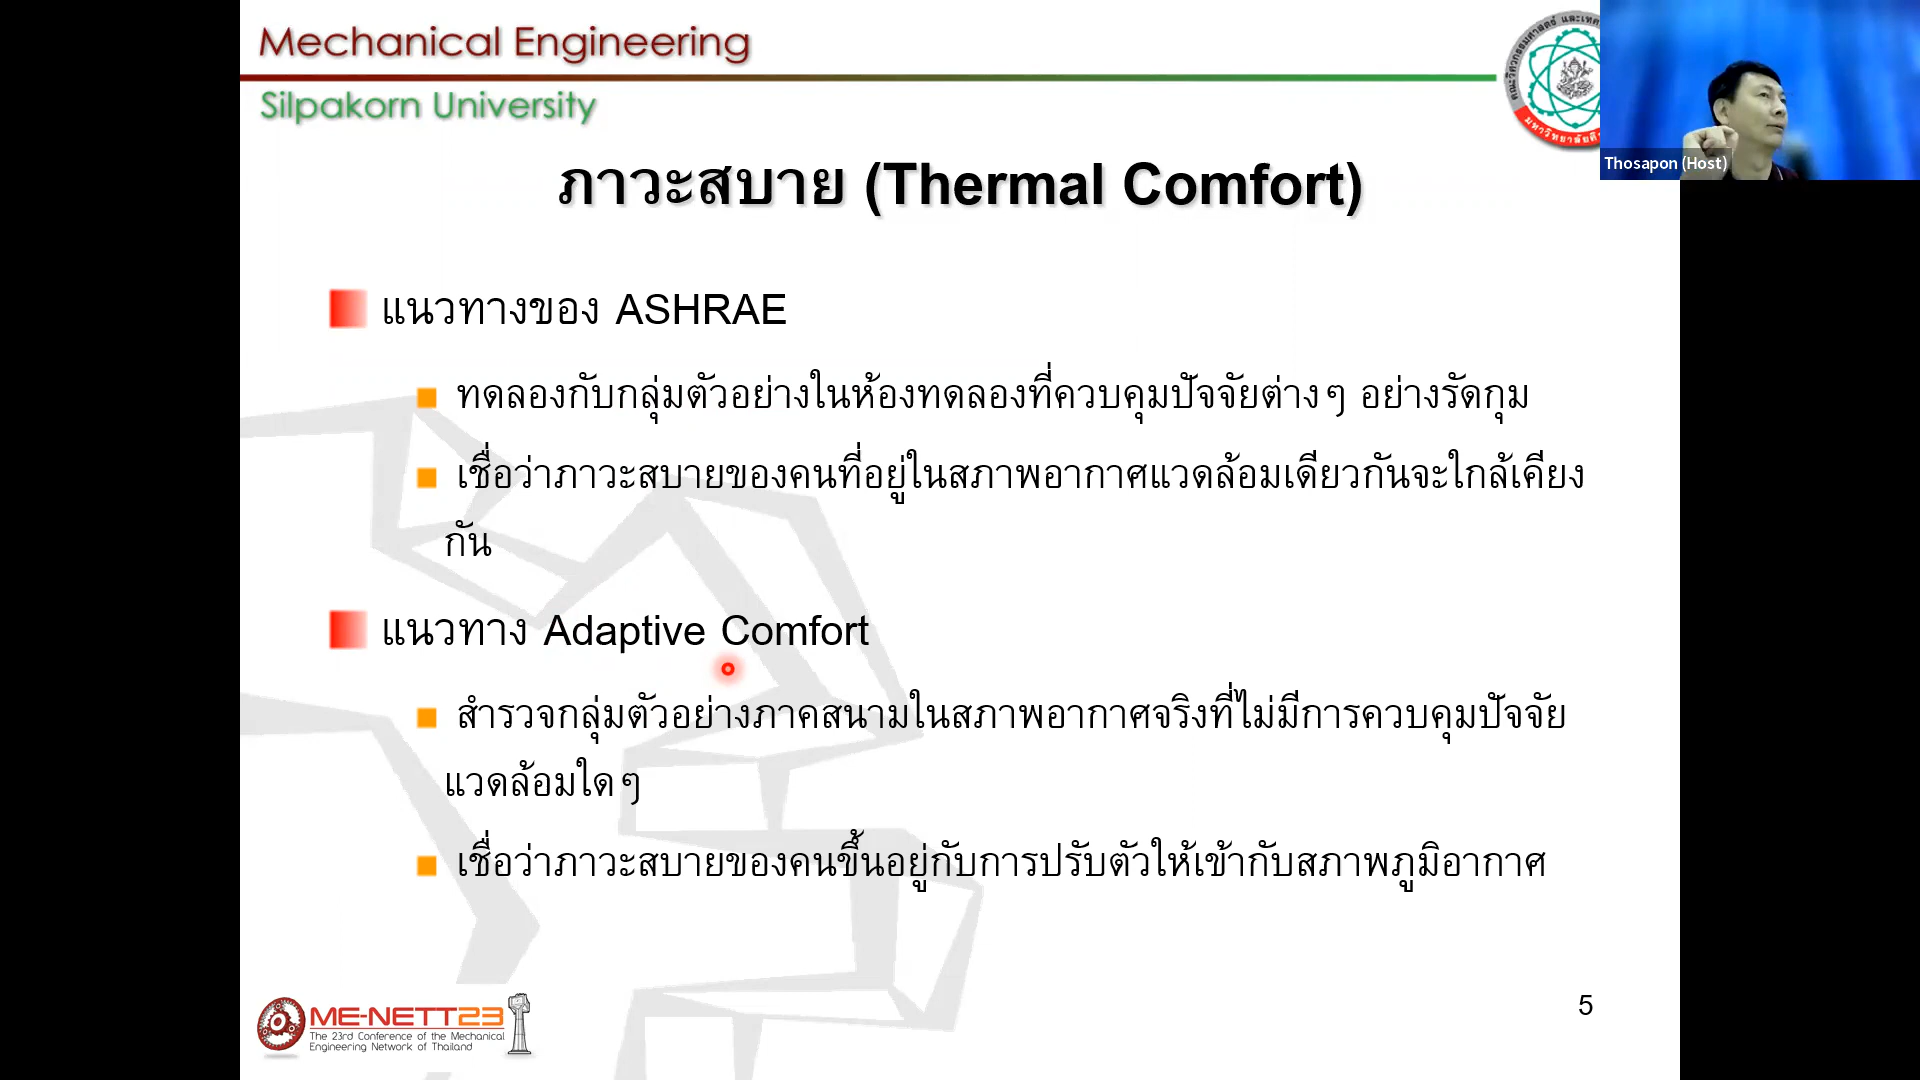 Mechanical Engineering
Silpakorn University
Thosapon (Host)
ภาวะสบาย (Thermal Comfort)
แนวทางของ ASHRAE
ทดลองกับกลุ่มตัวอย่างในห้องทดลองที่ควบคุมปัจจัยต่างๆ อย่างรัดกุม
เชื่อว่าภาวะสบายของคนที่อยู่ในสภาพอากาศแวดล้อมเดียวกันจะใกล้เคียง
กัน
แนวทาง Adaptive Comfort
สำรวจกลุ่มตัวอย่างภาคสนามในสภาพอากาศจริงที่ไม่มีการควบคุมปัจจัย
แวดล้อมใดๆ
เชื่อว่าภาวะสบายของคนขึ้นอยู่กับการปรับตัวให้เข้ากับสภาพภูมิอากาศ
ME-NETT23
The 23rd Conference of the Mechanical
Engineering Network of Thailand
5